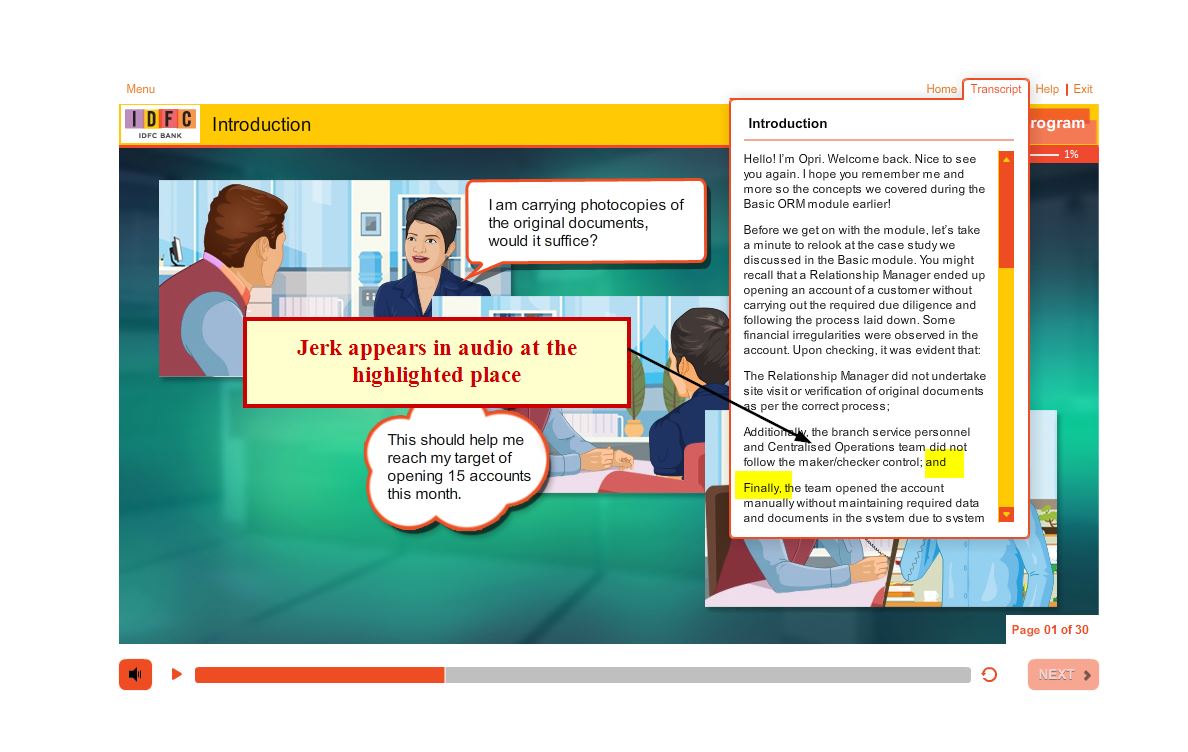 Menu
Home Transcript Help | Exit
IDFC
IDFC BANK
Introduction
rogram
1%
I am carrying photocopies of
the original documents,
would it suffice?
Jerk appears in audio at the
highlighted place
This should help me
reach my target of
opening 15 accounts
this month.
Introduction
Hello! I'm Opri. Welcome back. Nice to see
you again. I hope you remember me and
more so the concepts we covered during the
Basic ORM module earlier!
Before we get on with the module, let's take
a minute to relook at the case study we
discussed in the Basic module. You might
recall that a Relationship Manager ended up
opening an account of a customer without
carrying out the required due diligence and
following the process laid down. Some
financial irregularities were observed in the
account. Upon checking, it was evident that:
The Relationship Manager did not undertake
site visit or verification of original documents
as per the correct process;
Additionally, the branch service personnel
and Centralised Operations team did not
follow the maker/checker control; and
Finally, the team opened the account
manually without maintaining required data
and documents in the system due to system
Page 01 of 30
NEXT